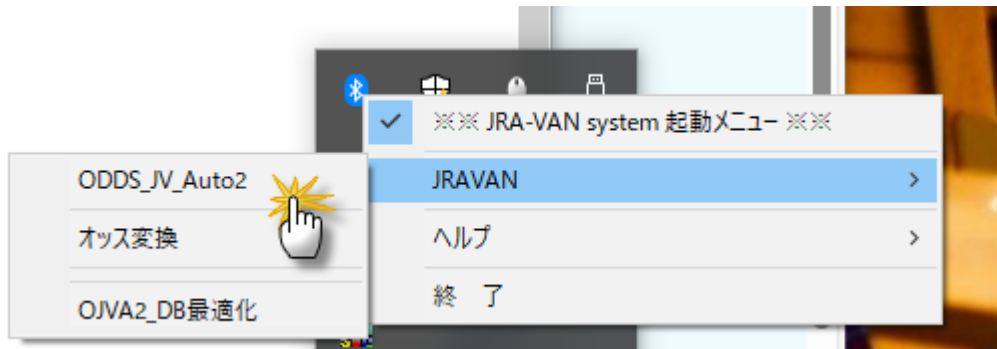 ※※ JRA-VAN system 起動メニュー ※※
JRAVAN
ヘルプ
終　了
ODDS_JV_Auto2
オッス変換
OJVA2_DB最適化